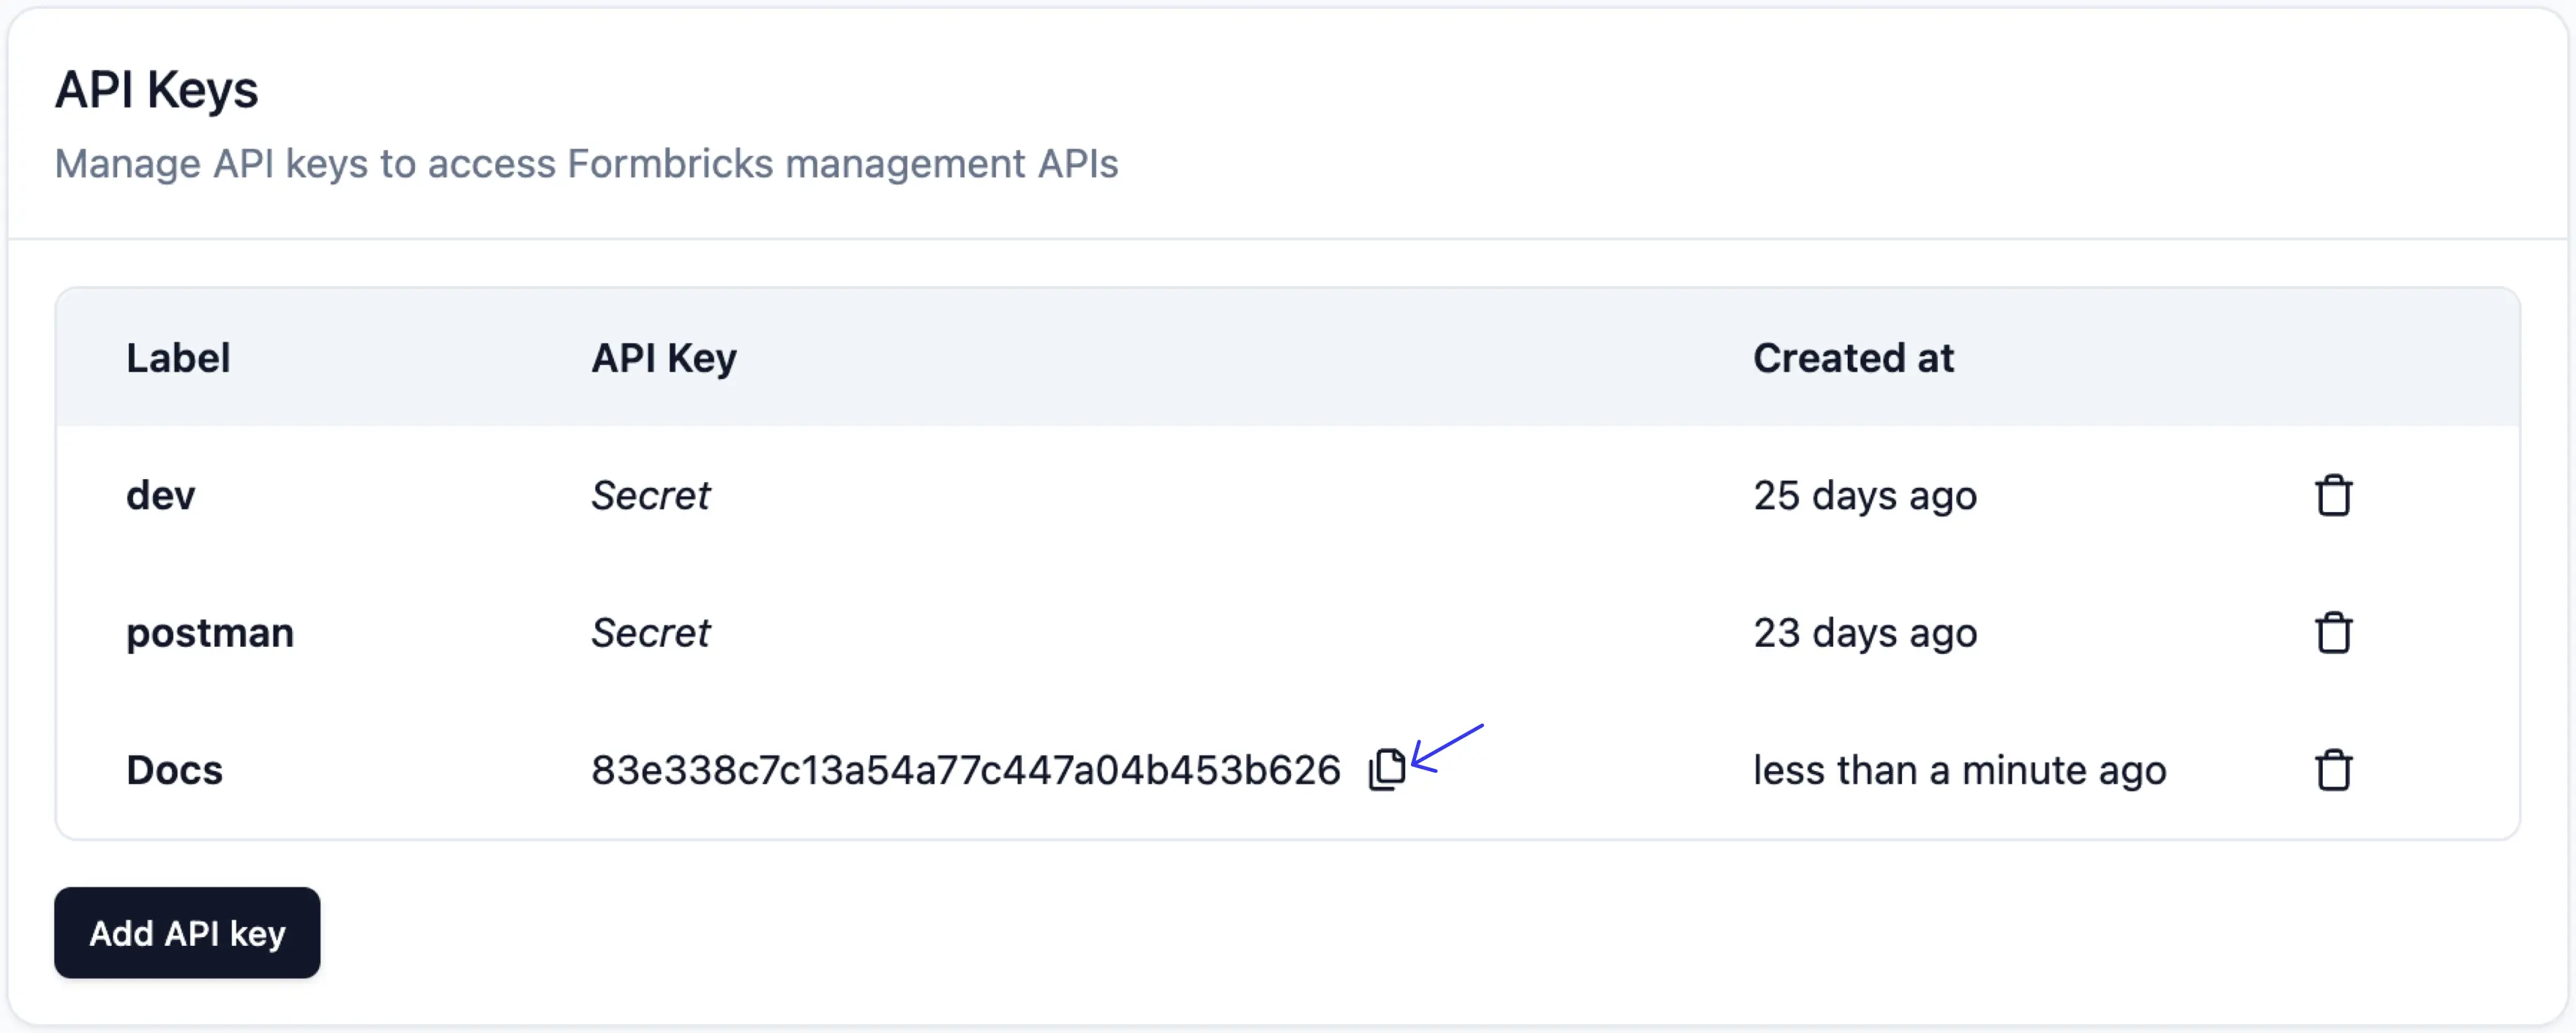 API Keys
Manage API keys to access Formbricks management APIs
Label API Key Created at
dev Secret 25 days ago
postman Secret 23 days ago
Docs 83e338c7c13a54a77c447a04b453b626 less than a minute ago
Add API key